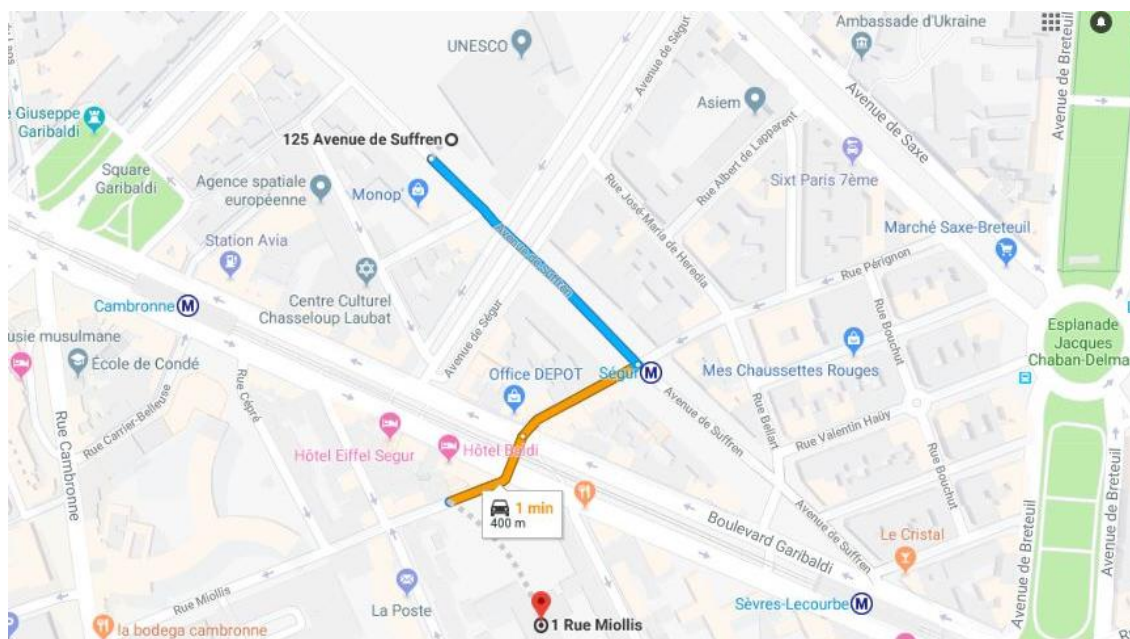 UNESCO
Avenue de Ségur
Ambassade d'Ukraine
Avenue de Breteuil
Asiem
Avenue de Saxe
Giuseppe
Garibaldi
125 Avenue de Suffren
Rue Albert de Lapparent
Square
Garibaldi
Agence spatiale
européenne
Monop'
Sixt Paris 7ème
Rue José-Maria de Heredia
Marché Saxe-Breteuil
Station Avia
Avenue de Suffren
Rue Pérignon
Cambronne M
Centre Culturel
Chasseloup Laubat
Avenue de Ségur
Rue Bouchut
Esplanade
Jacques
Chaban-Delma
usie musulmane
École de Condé
Office DEPOT
Ségur M
Mes Chaussettes Rouges
Rue Carrier-Belleuse
Rue Cépré
Avenue de Suffren
Rue Bellart
Rue Valentin Haüy
Rue Cambronne
Hôtel Eiffel Segur
Hôtel Baldi
1 min
400 m
Rue Bouchut
Avenue de Breteuil
Avenue de Breteuil
Boulevard Garibaldi
Avenue de Suffren
Le Cristal
Rue Miollis
La Poste
Sèvres-Lecourbe M
1 Rue Miollis
la bodega cambronne